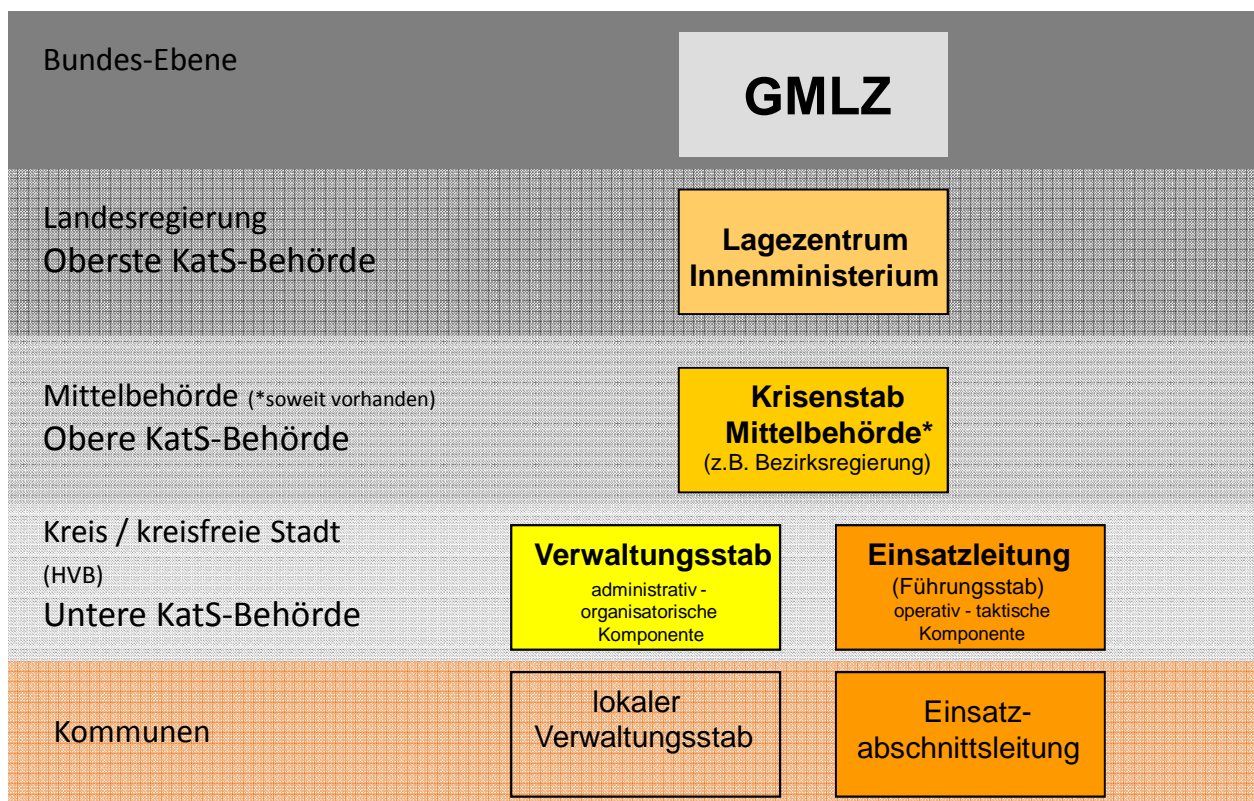 Bundes-Ebene
GMLZ
Landesregierung
Oberste KatS-Behörde
Lagezentrum
Innenministerium
Mittelbehörde (*soweit vorhanden)
Obere KatS-Behörde
Krisenstab
Mittelbehörde*
(z.B. Bezirksregierung)
Kreis / kreisfreie Stadt
(HVB)
Untere KatS-Behörde
Verwaltungsstab
administrativ -
organisatorische
Komponente
Einsatzleitung
(Führungsstab)
operativ - taktische
Komponente
Kommunen
lokaler
Verwaltungsstab
Einsatz-
abschnittsleitung